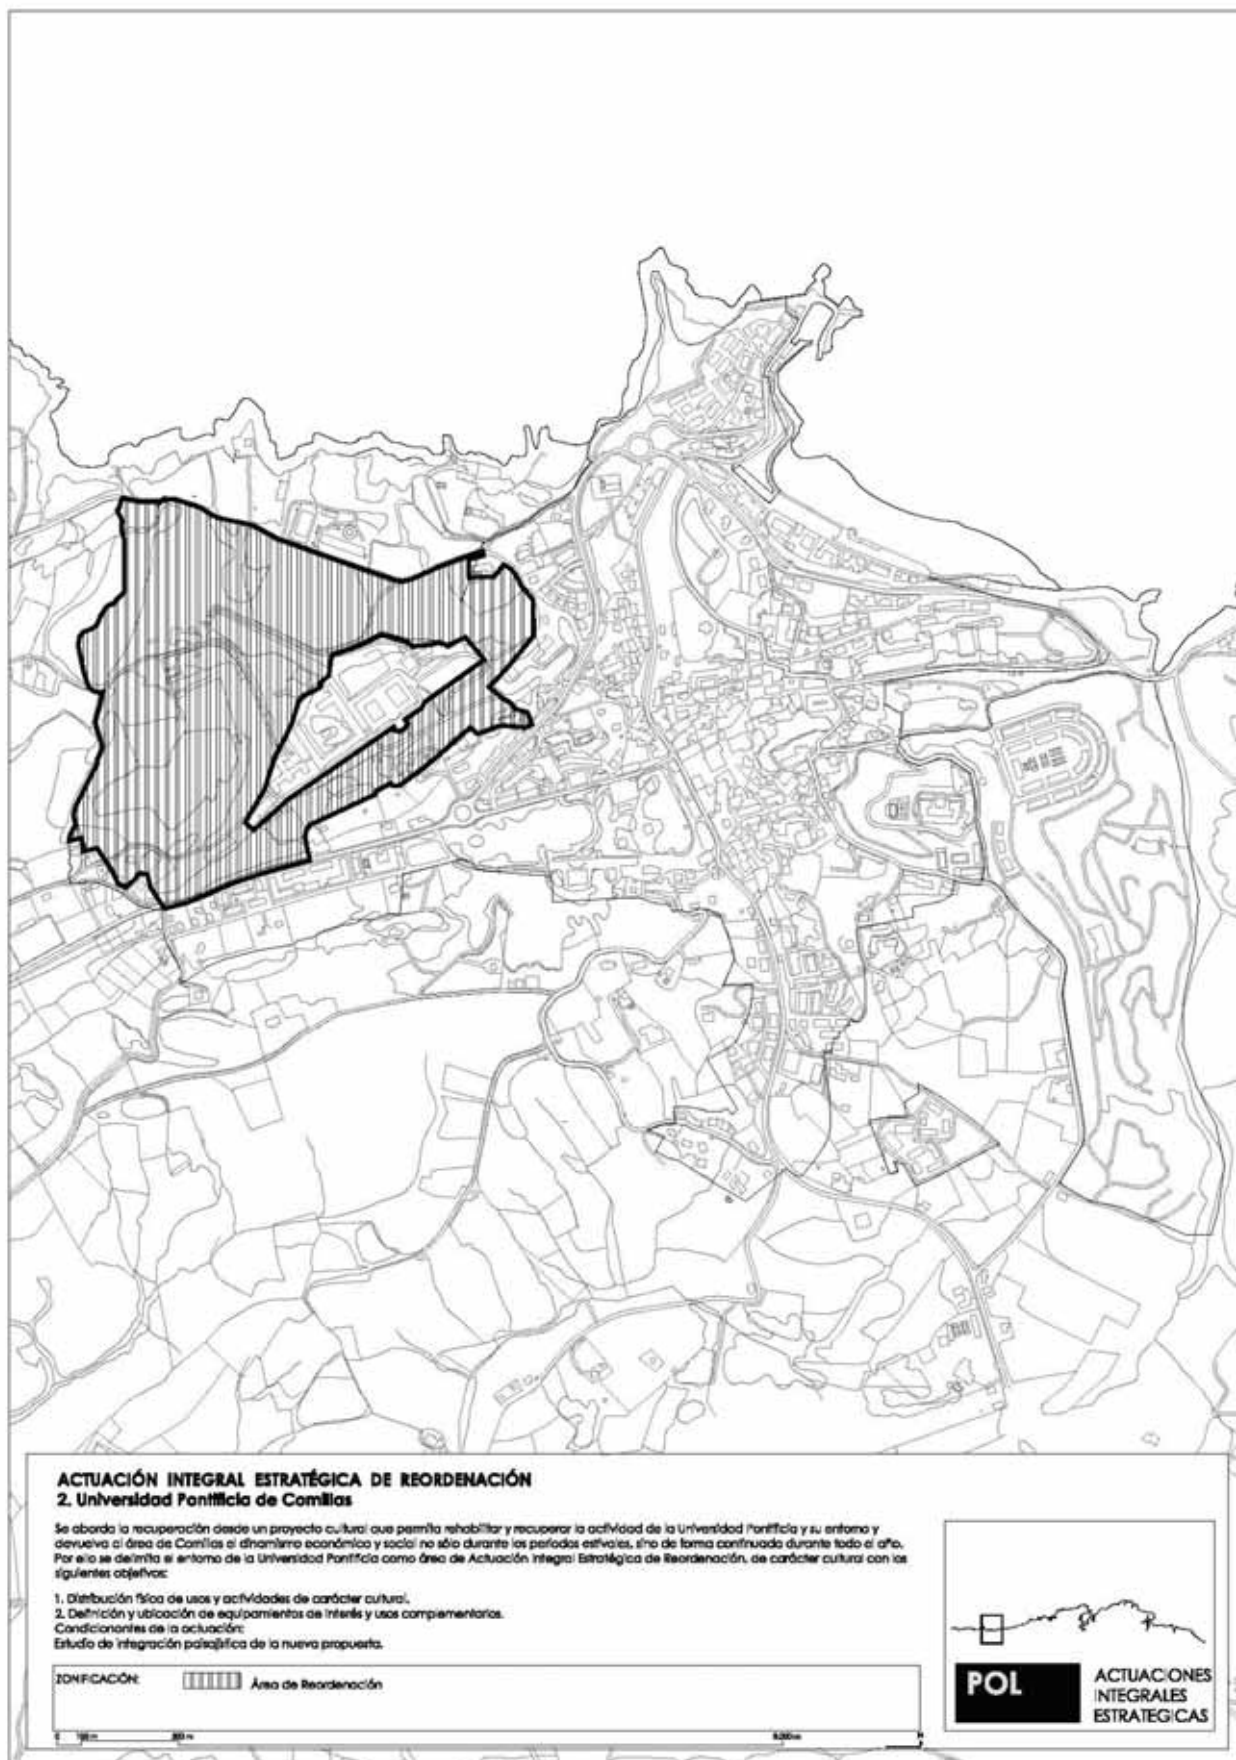 ACTUACIÓN INTEGRAL ESTRATÉGICA DE REORDENACIÓN
2. Universidad Pontificia de Comillas
Se aborda la recuperación desde un proyecto cultural que permita rehabilitar y recuperar la actividad de la Universidad Pontificia y su entorno y
devuelva al área de Comillas el dinamismo económico y social no sólo durante los periodos estivales, sino de forma continuada durante todo el año.
Por ello se delimita el entorno de la Universidad Pontificia como área de Actuación Integral Estratégica de Reordenación, de carácter cultural con los
siguientes objetivos:
1. Distribución física de usos y actividades de carácter cultural.
2. Definición y ubicación de equipamientos de interés y usos complementarios.
Condicionantes de la actuación:
Estudio de integración paisajística de la nueva propuesta.
ZONIFICACIÓN:
Área de Reordenación
0
POL
ACTUACIONES
INTEGRALES
ESTRATEGICAS